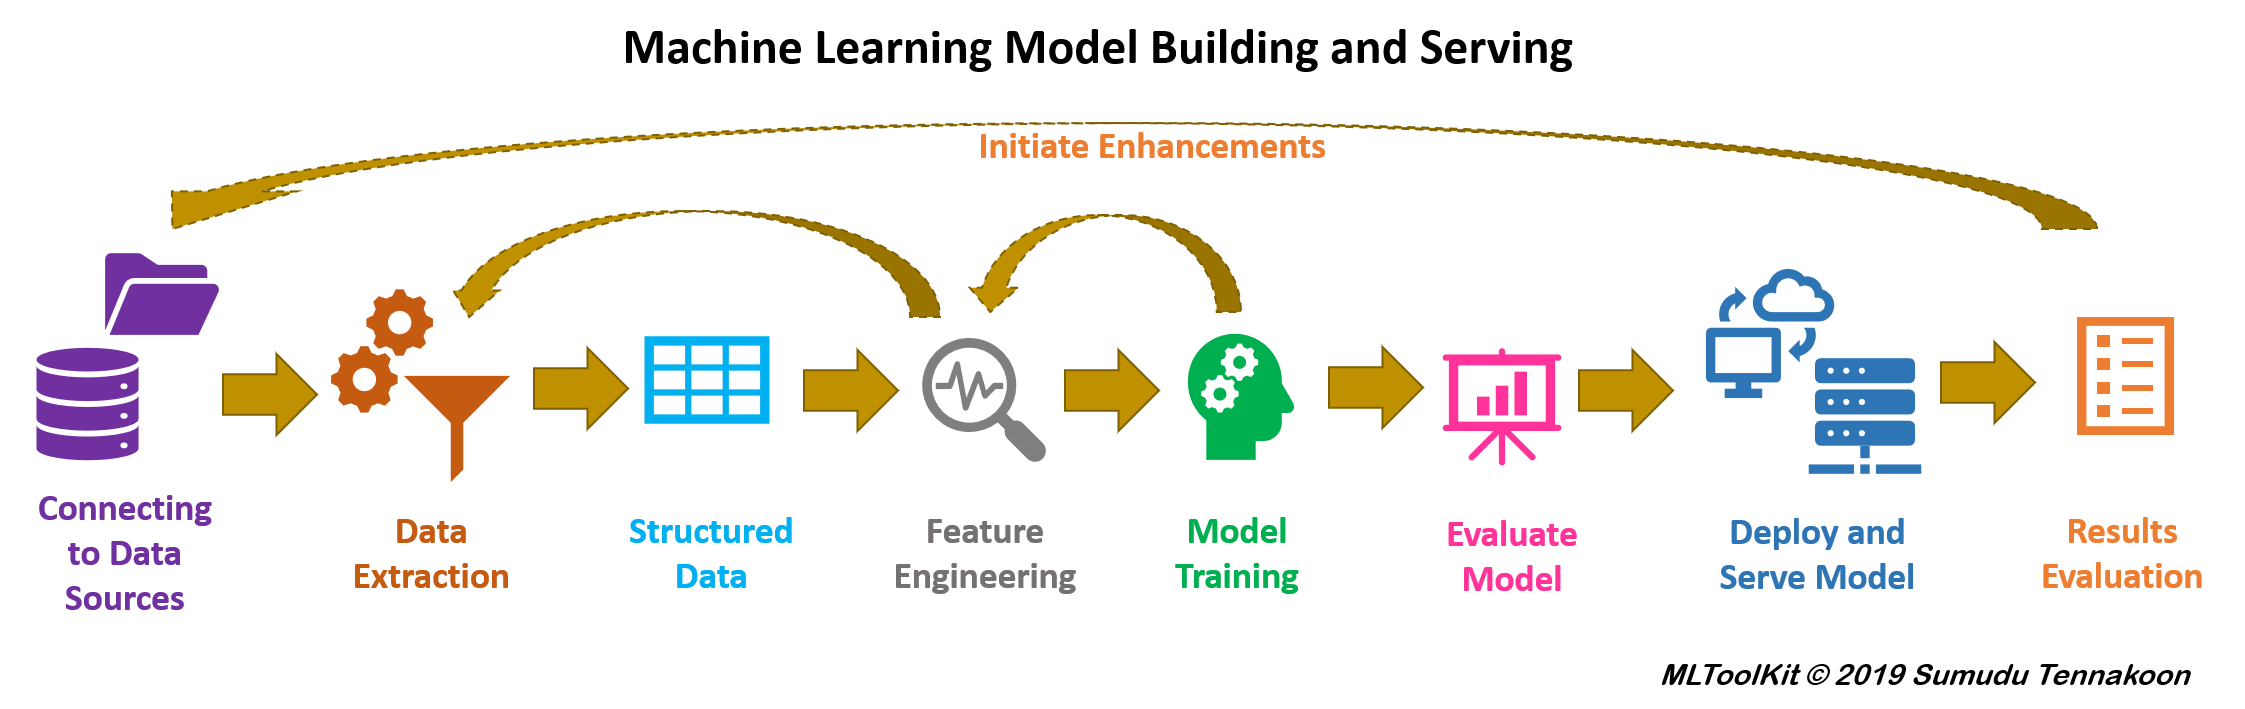 Machine Learning Model Building and Serving
Initiate Enhancements
Connecting
to Data
Sources
Data
Extraction
Structured
Data
Feature
Engineering
Model
Training
Evaluate
Model
Deploy and
Serve Model
Results
Evaluation
MLToolKit © 2019 Sumudu Tennakoon